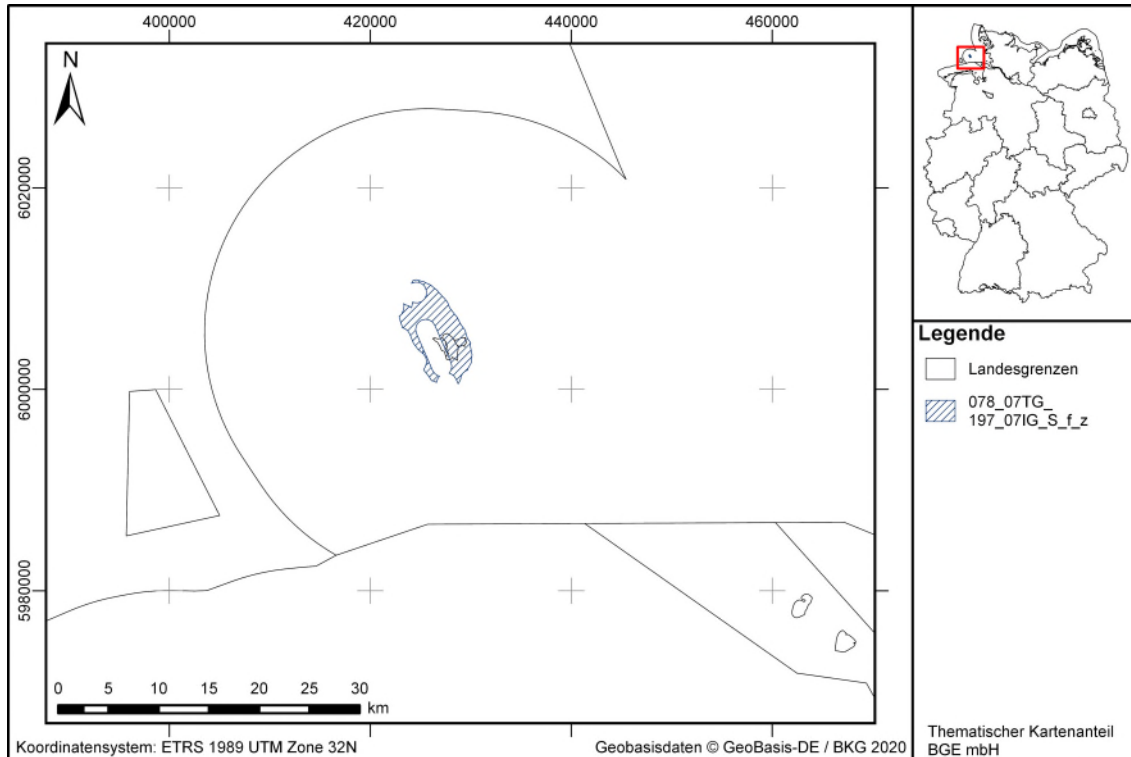 400000
420000
440000
460000
N
6020000
6000000
5980000
0 5 10 15 20 25 30
km
Koordinatensystem: ETRS 1989 UTM Zone 32N
Geobasisdaten © GeoBasis-DE / BKG 2020
Legende
Landesgrenzen
078_07TG_
197_07IG_S_f_z
Thematischer Kartenanteil
BGE mbH